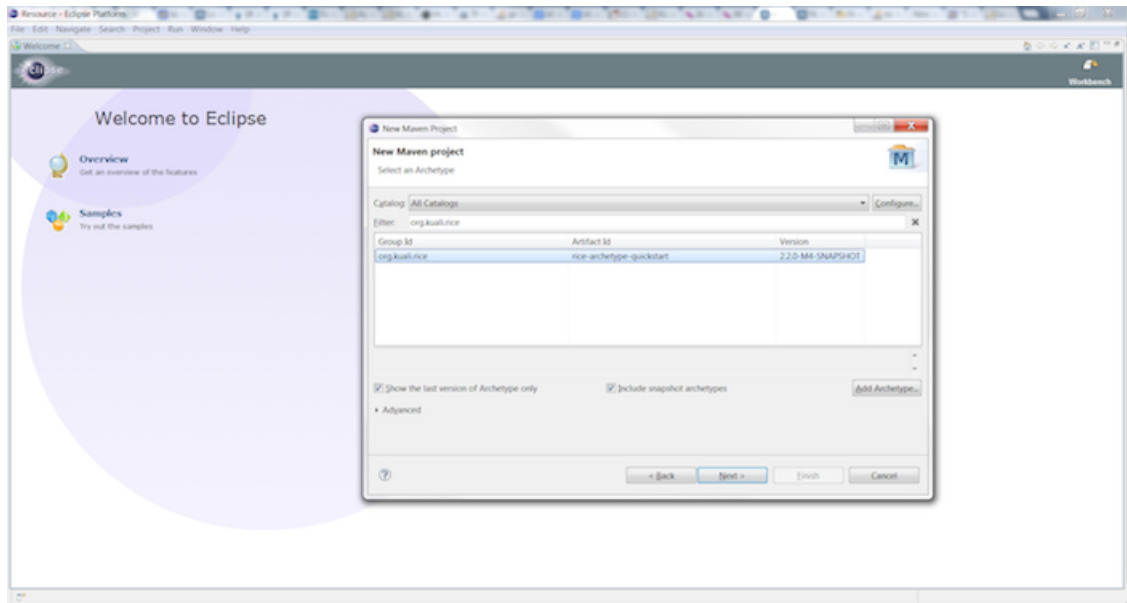 Resource - Eclipse Platform
File Edit Navigate Search Project Run Window Help
Welcome
eclipse
Workbench
Welcome to Eclipse
Overview
Get an overview of the features
Samples
Try out the samples
New Maven Project
New Maven project
Select an Archetype
M
Catalog: All Catalogs
Configure...
Filter: org.kuali.rice
Group Id Artifact Id Version
org.kuali.rice rice-archetype-quickstart 2.2.0-M4-SNAPSHOT
Show the last version of Archetype only Include snapshot archetypes Add Archetype...
Advanced
? < Back Next > Finish Cancel